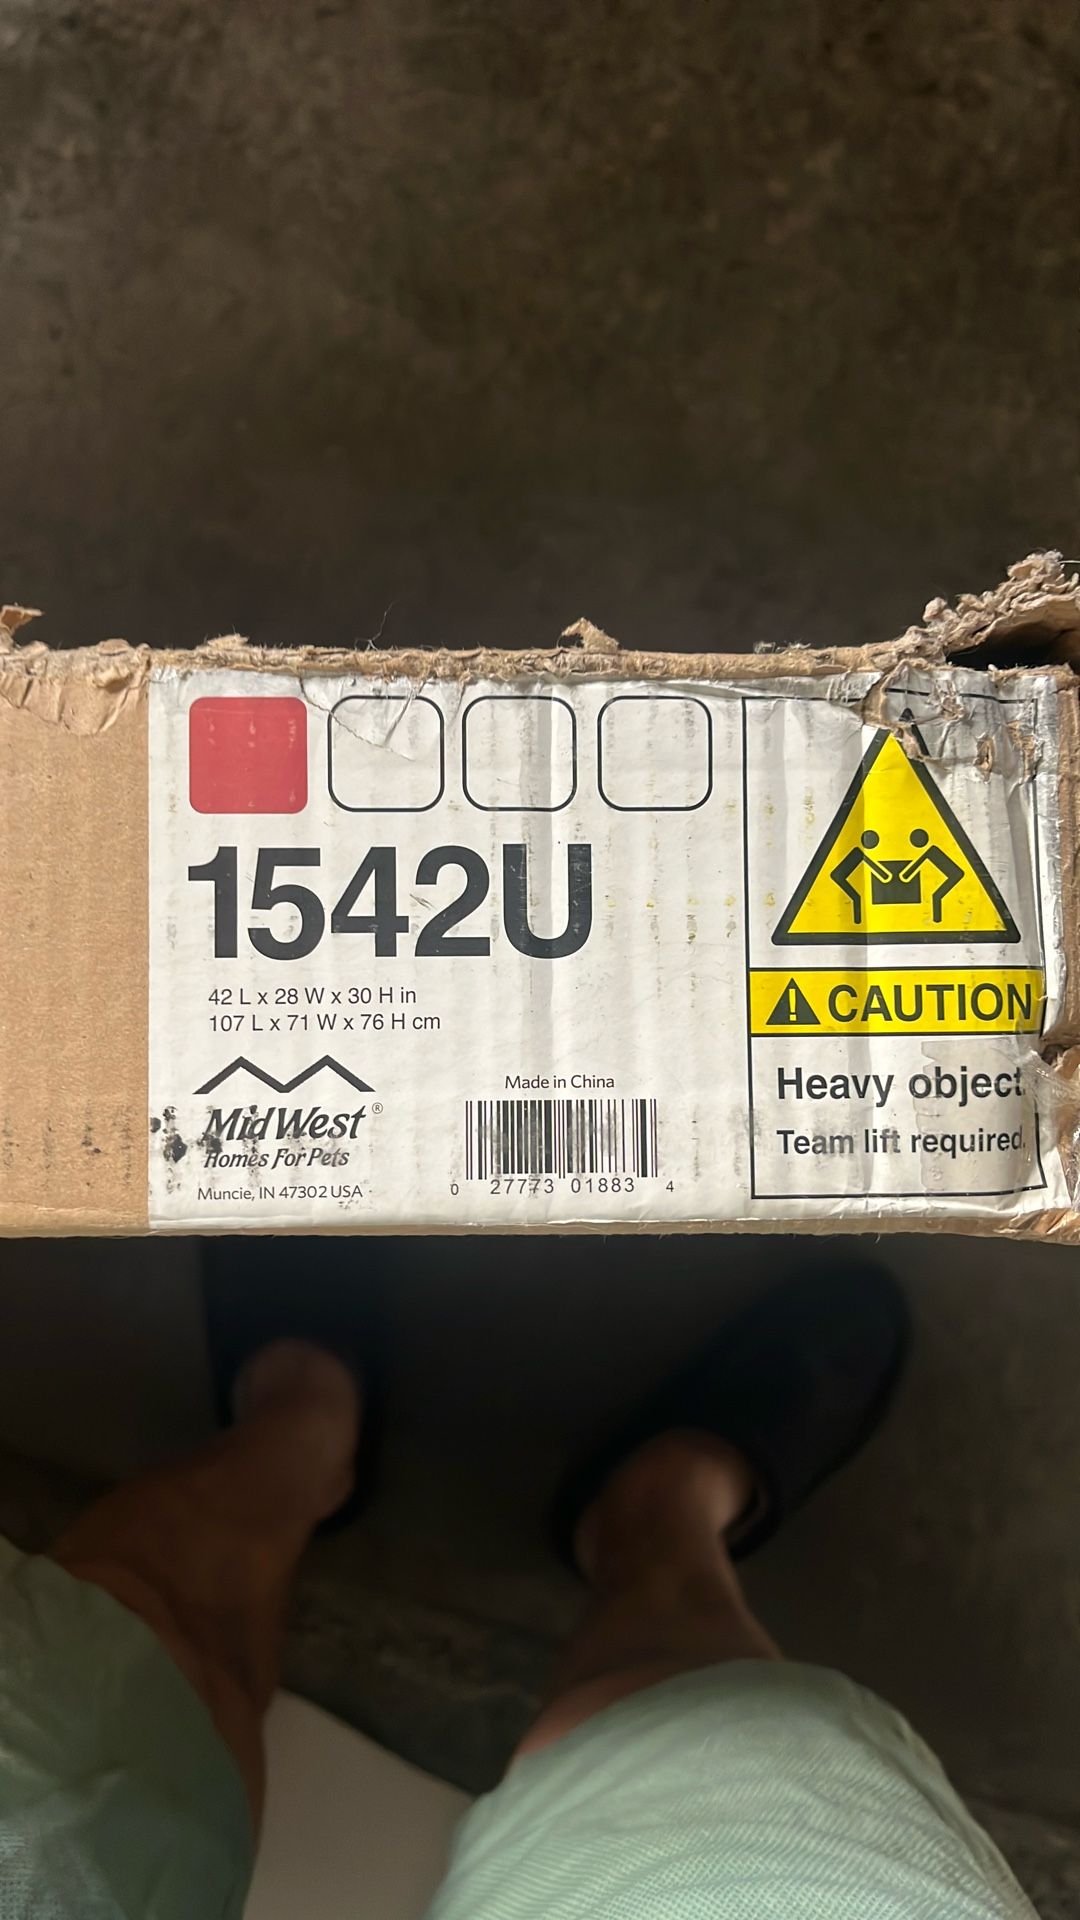 1542U
42 L x 28 W x 30 H in
107 L x 71 W x 76 H cm
MidWest®
Homes For Pets
Muncie, IN 47302 USA
Made in China
0 27773 01883 4
CAUTION
Heavy object.
Team lift required.